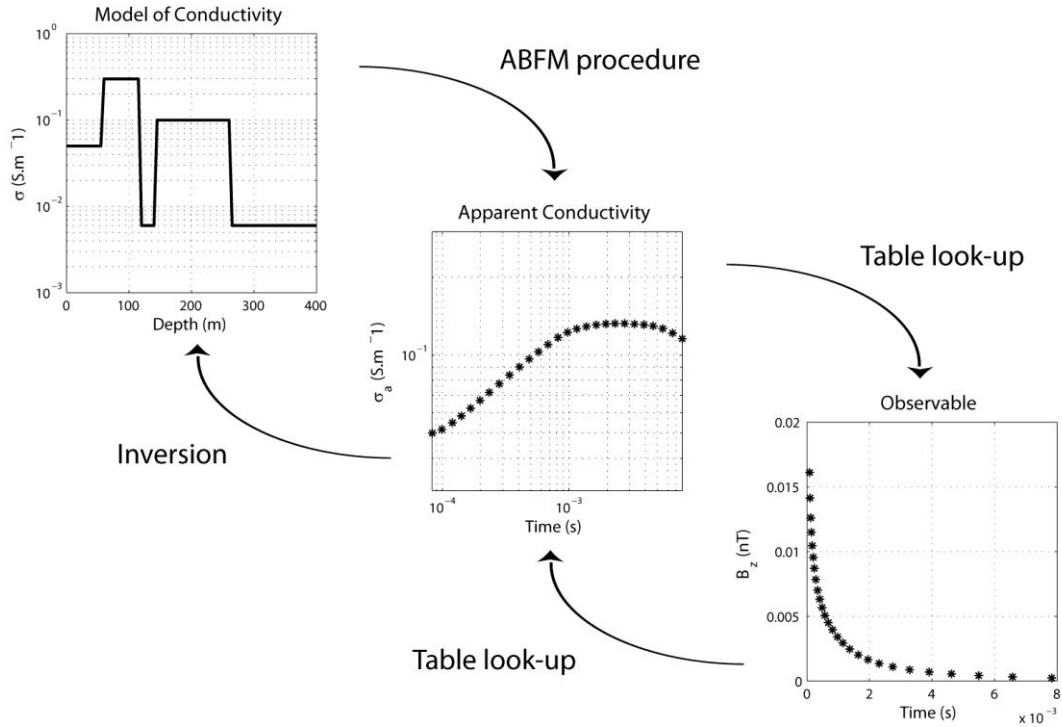 Model of Conductivity
10^0
10^-1
10^-2
10^-3
σ (S.m^-1)
0 100 200 300 400
Depth (m)
ABFM procedure
Apparent Conductivity
10^-1
σ_a (S.m^-1)
10^-4 10^-3
Time (s)
Table look-up
Inversion
Observable
0.02
0.015
0.01
0.005
0
B_z (nT)
0 2 4 6 8
Time (s)
x 10^-3
Table look-up